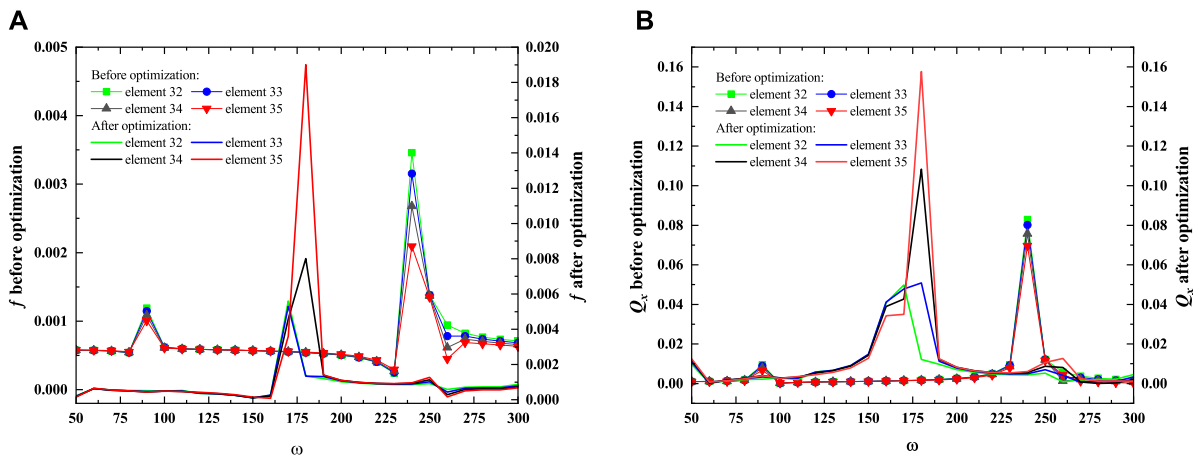 A
0.005
0.004
0.003
0.002
0.001
0.000
f before optimization
Before optimization:
element 32
element 33
element 34
element 35
After optimization:
element 32
element 33
element 34
element 35
0.020
0.018
0.016
0.014
0.012
0.010
0.008
0.006
0.004
0.002
0.000
f after optimization
50 75 100 125 150 175 200 225 250 275 300
ω
B
0.16
0.14
0.12
0.10
0.08
0.06
0.04
0.02
0.00
Qx before optimization
Before optimization:
element 32
element 33
element 34
element 35
After optimization:
element 32
element 33
element 34
element 35
0.16
0.14
0.12
0.10
0.08
0.06
0.04
0.02
0.00
Qx after optimization
50 75 100 125 150 175 200 225 250 275 300
ω